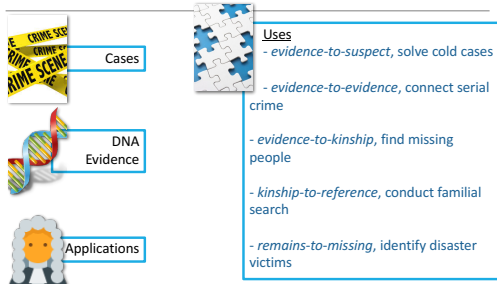 CRIME SCENE
CRIME SCENE
CRIME SCENE
Cases
DNA
Evidence
Applications
Uses
- evidence-to-suspect, solve cold cases
- evidence-to-evidence, connect serial
crime
- evidence-to-kinship, find missing
people
- kinship-to-reference, conduct familial
search
- remains-to-missing, identify disaster
victims